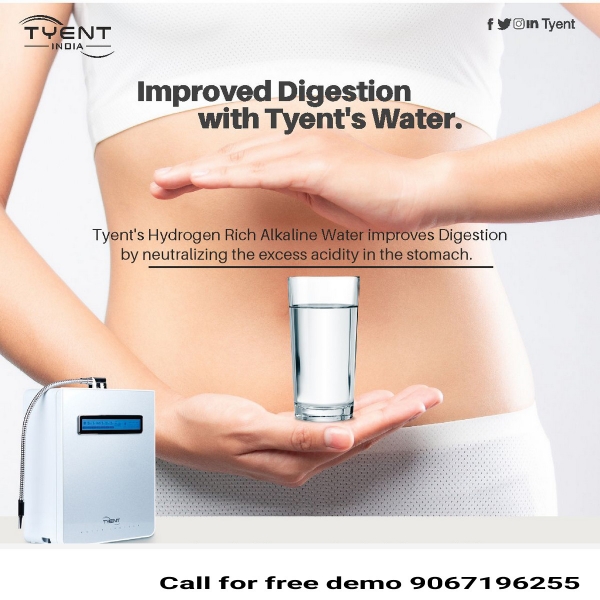 TYENT
INDIA
Tyent
Improved Digestion
with Tyent's Water.
Tyent's Hydrogen Rich Alkaline Water improves Digestion
by neutralizing the excess acidity in the stomach.
TYENT
Call for free demo 9067196255